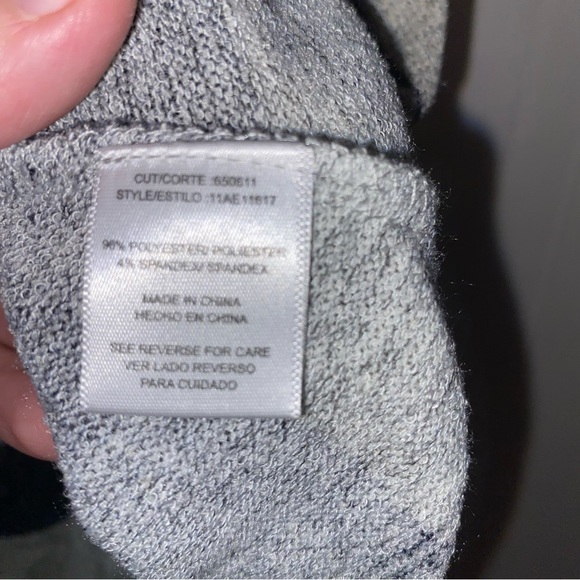 CUT/CORTE :650611
STYLE/ESTILO :11AE11617
96% POLYESTER/ POLIESTER
4% SPANDEX/ SPANDEX
MADE IN CHINA
HECHO EN CHINA
SEE REVERSE FOR CARE
VER LADO REVERSO
PARA CUIDADO